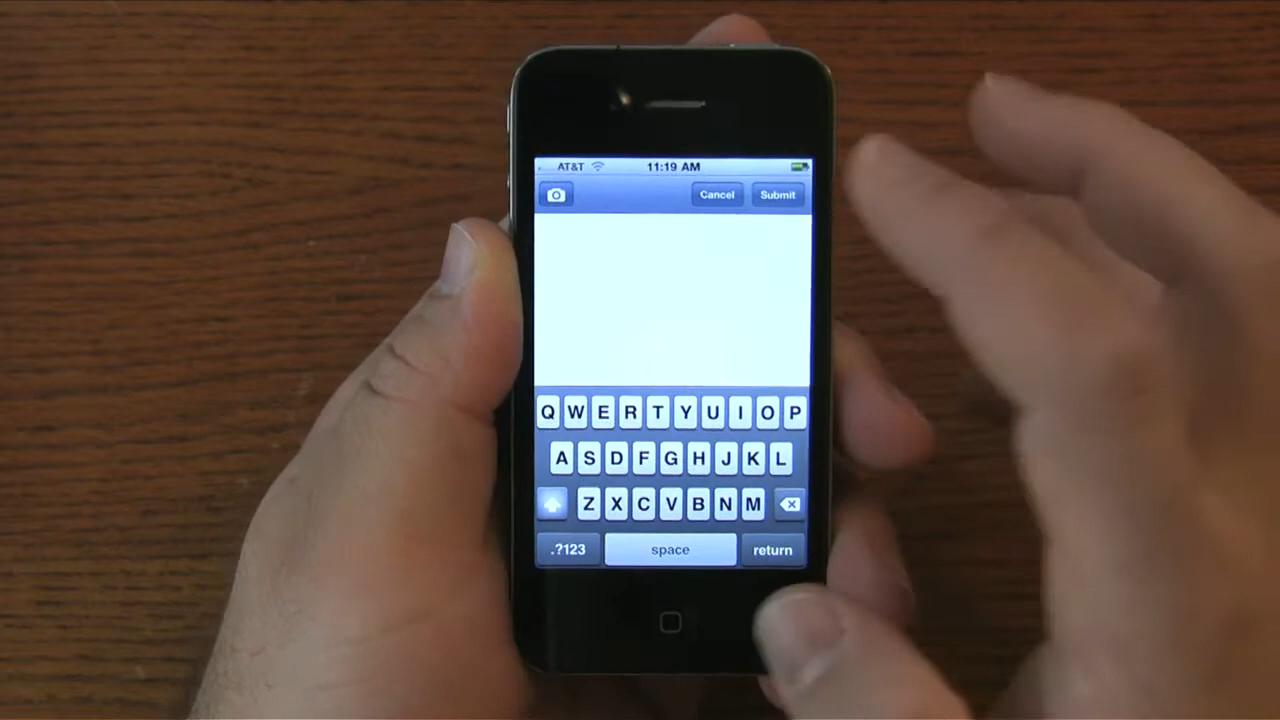 AT&T 11:19 AM
Cancel Submit
Q W E R T Y U I O P
A S D F G H J K L
Z X C V B N M
.?123 space return